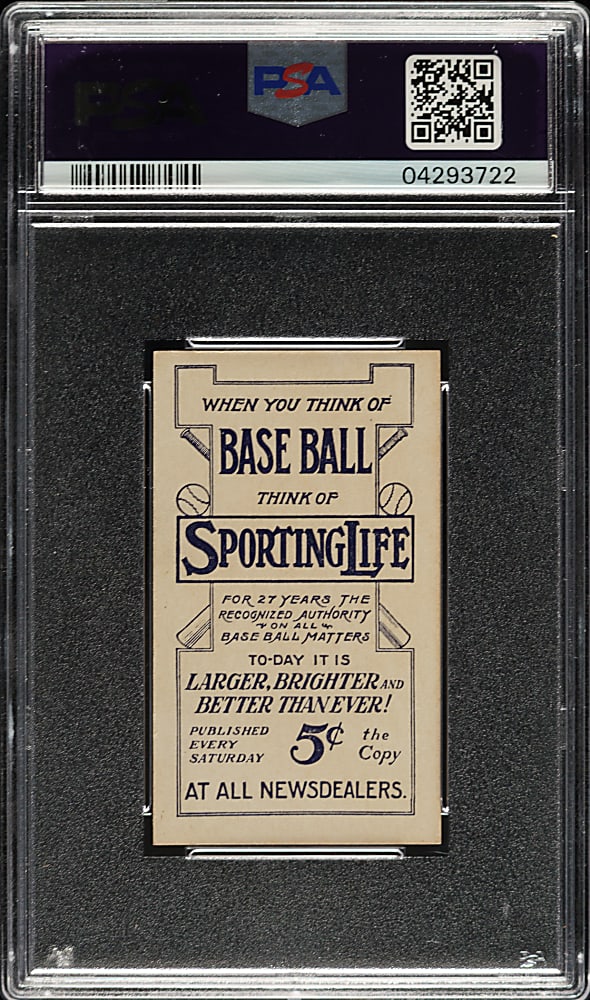 PSA
04293722
WHEN YOU THINK OF
BASE BALL
THINK OF
SPORTING LIFE
FOR 27 YEARS THE
RECOGNIZED AUTHORITY
ON ALL
BASE BALL MATTERS
TO-DAY IT IS
LARGER, BRIGHTER AND
BETTER THAN EVER!
PUBLISHED
EVERY
SATURDAY
5¢ the
Copy
AT ALL NEWSDEALERS.